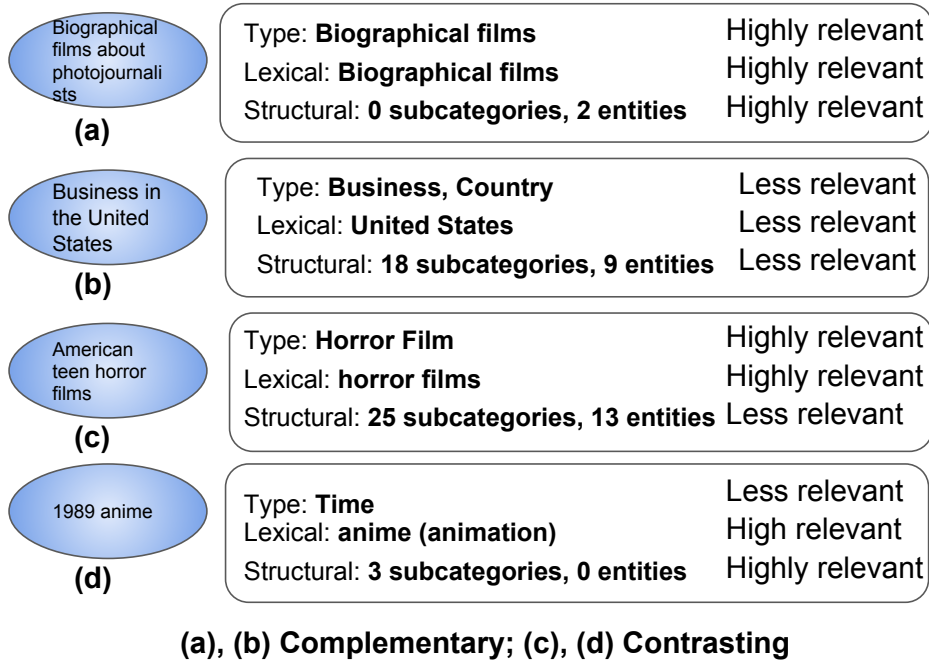 Biographical
films about
photojournali
sts
(a)
Type: Biographical films Highly relevant
Lexical: Biographical films Highly relevant
Structural: 0 subcategories, 2 entities Highly relevant
Business in
the United
States
(b)
Type: Business, Country Less relevant
Lexical: United States Less relevant
Structural: 18 subcategories, 9 entities Less relevant
American
teen horror
films
(c)
Type: Horror Film Highly relevant
Lexical: horror films Highly relevant
Structural: 25 subcategories, 13 entities Less relevant
1989 anime
(d)
Type: Time Less relevant
Lexical: anime (animation) High relevant
Structural: 3 subcategories, 0 entities Highly relevant
(a), (b) Complementary; (c), (d) Contrasting